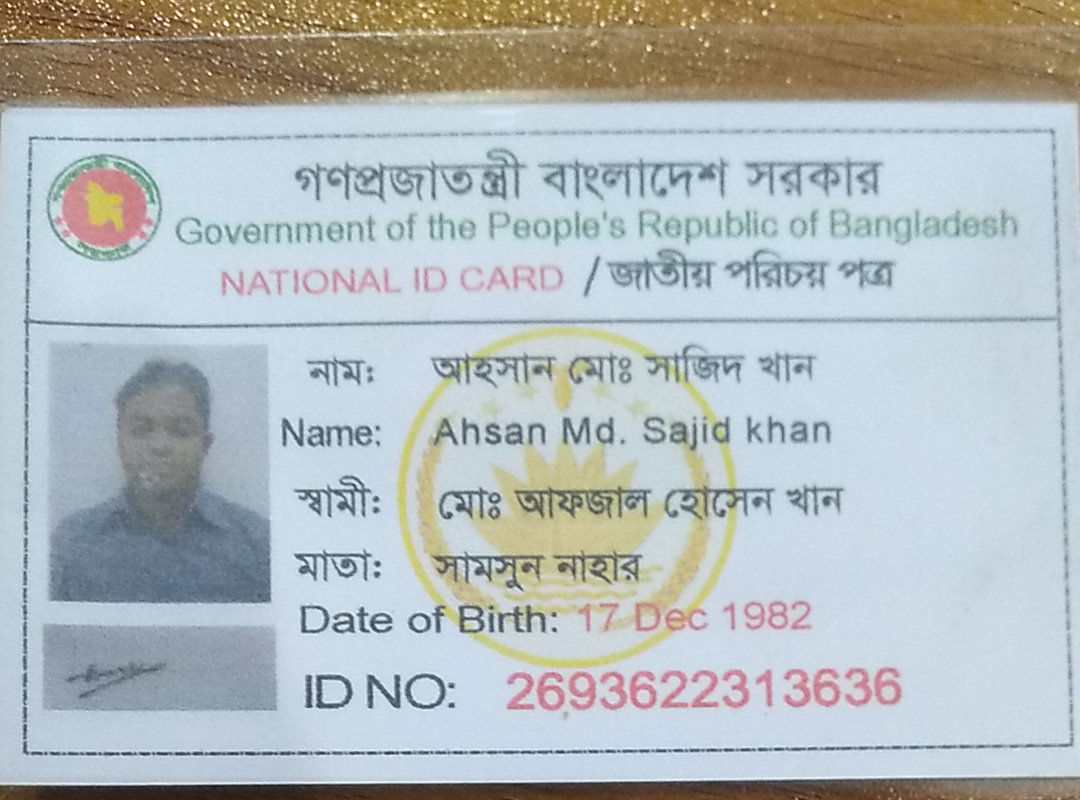 গণপ্রজাতন্ত্রী বাংলাদেশ সরকার
Government of the People's Republic of Bangladesh
NATIONAL ID CARD / জাতীয় পরিচয় পত্র
নাম: আহসান মোঃ সাজিদ খান
Name: Ahsan Md. Sajid khan
স্বামী: মোঃ আফজাল হোসেন খান
মাতা: সামসুন নাহার
Date of Birth: 17 Dec 1982
ID NO: 2693622313636